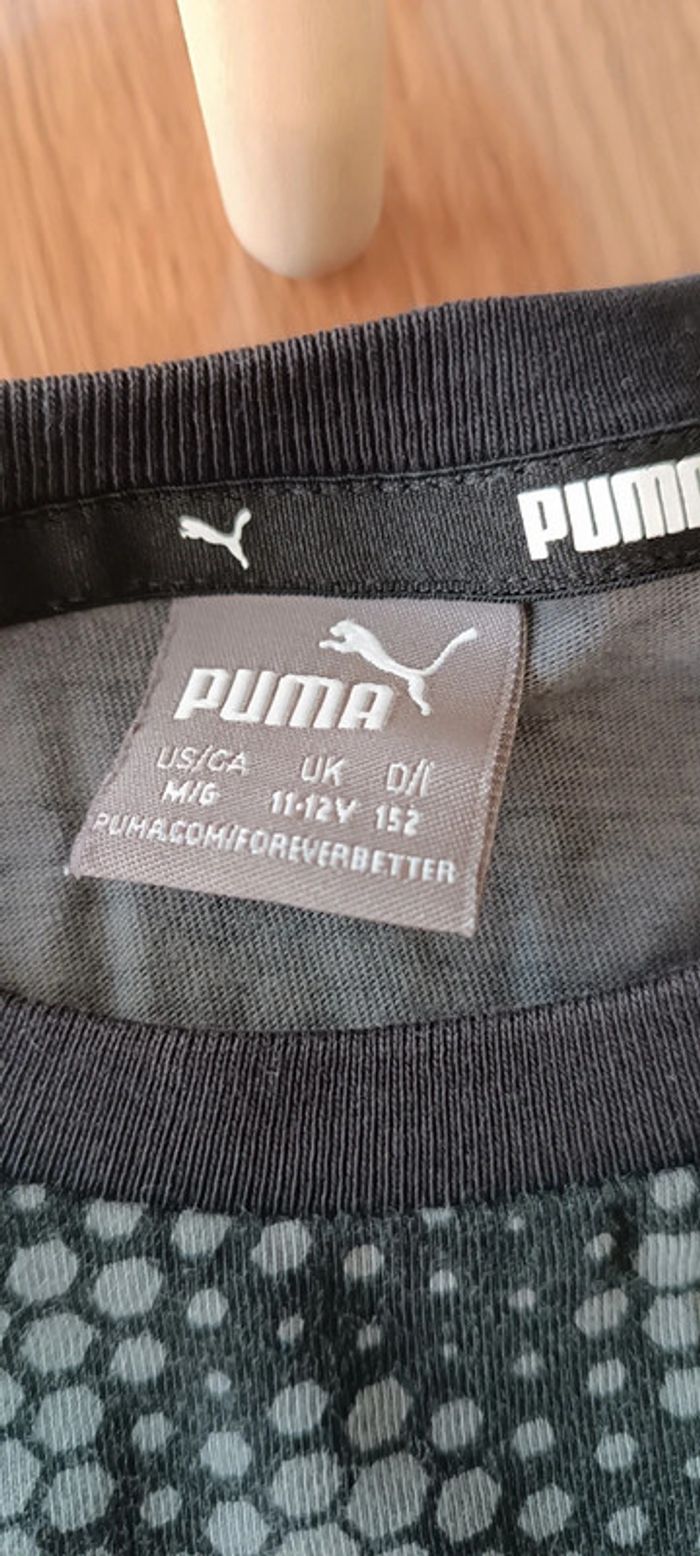 PUMA
PUMA
US/CA UK D/I
M/G 11-12Y 152
PUMA.COM/FOREVERBETTER